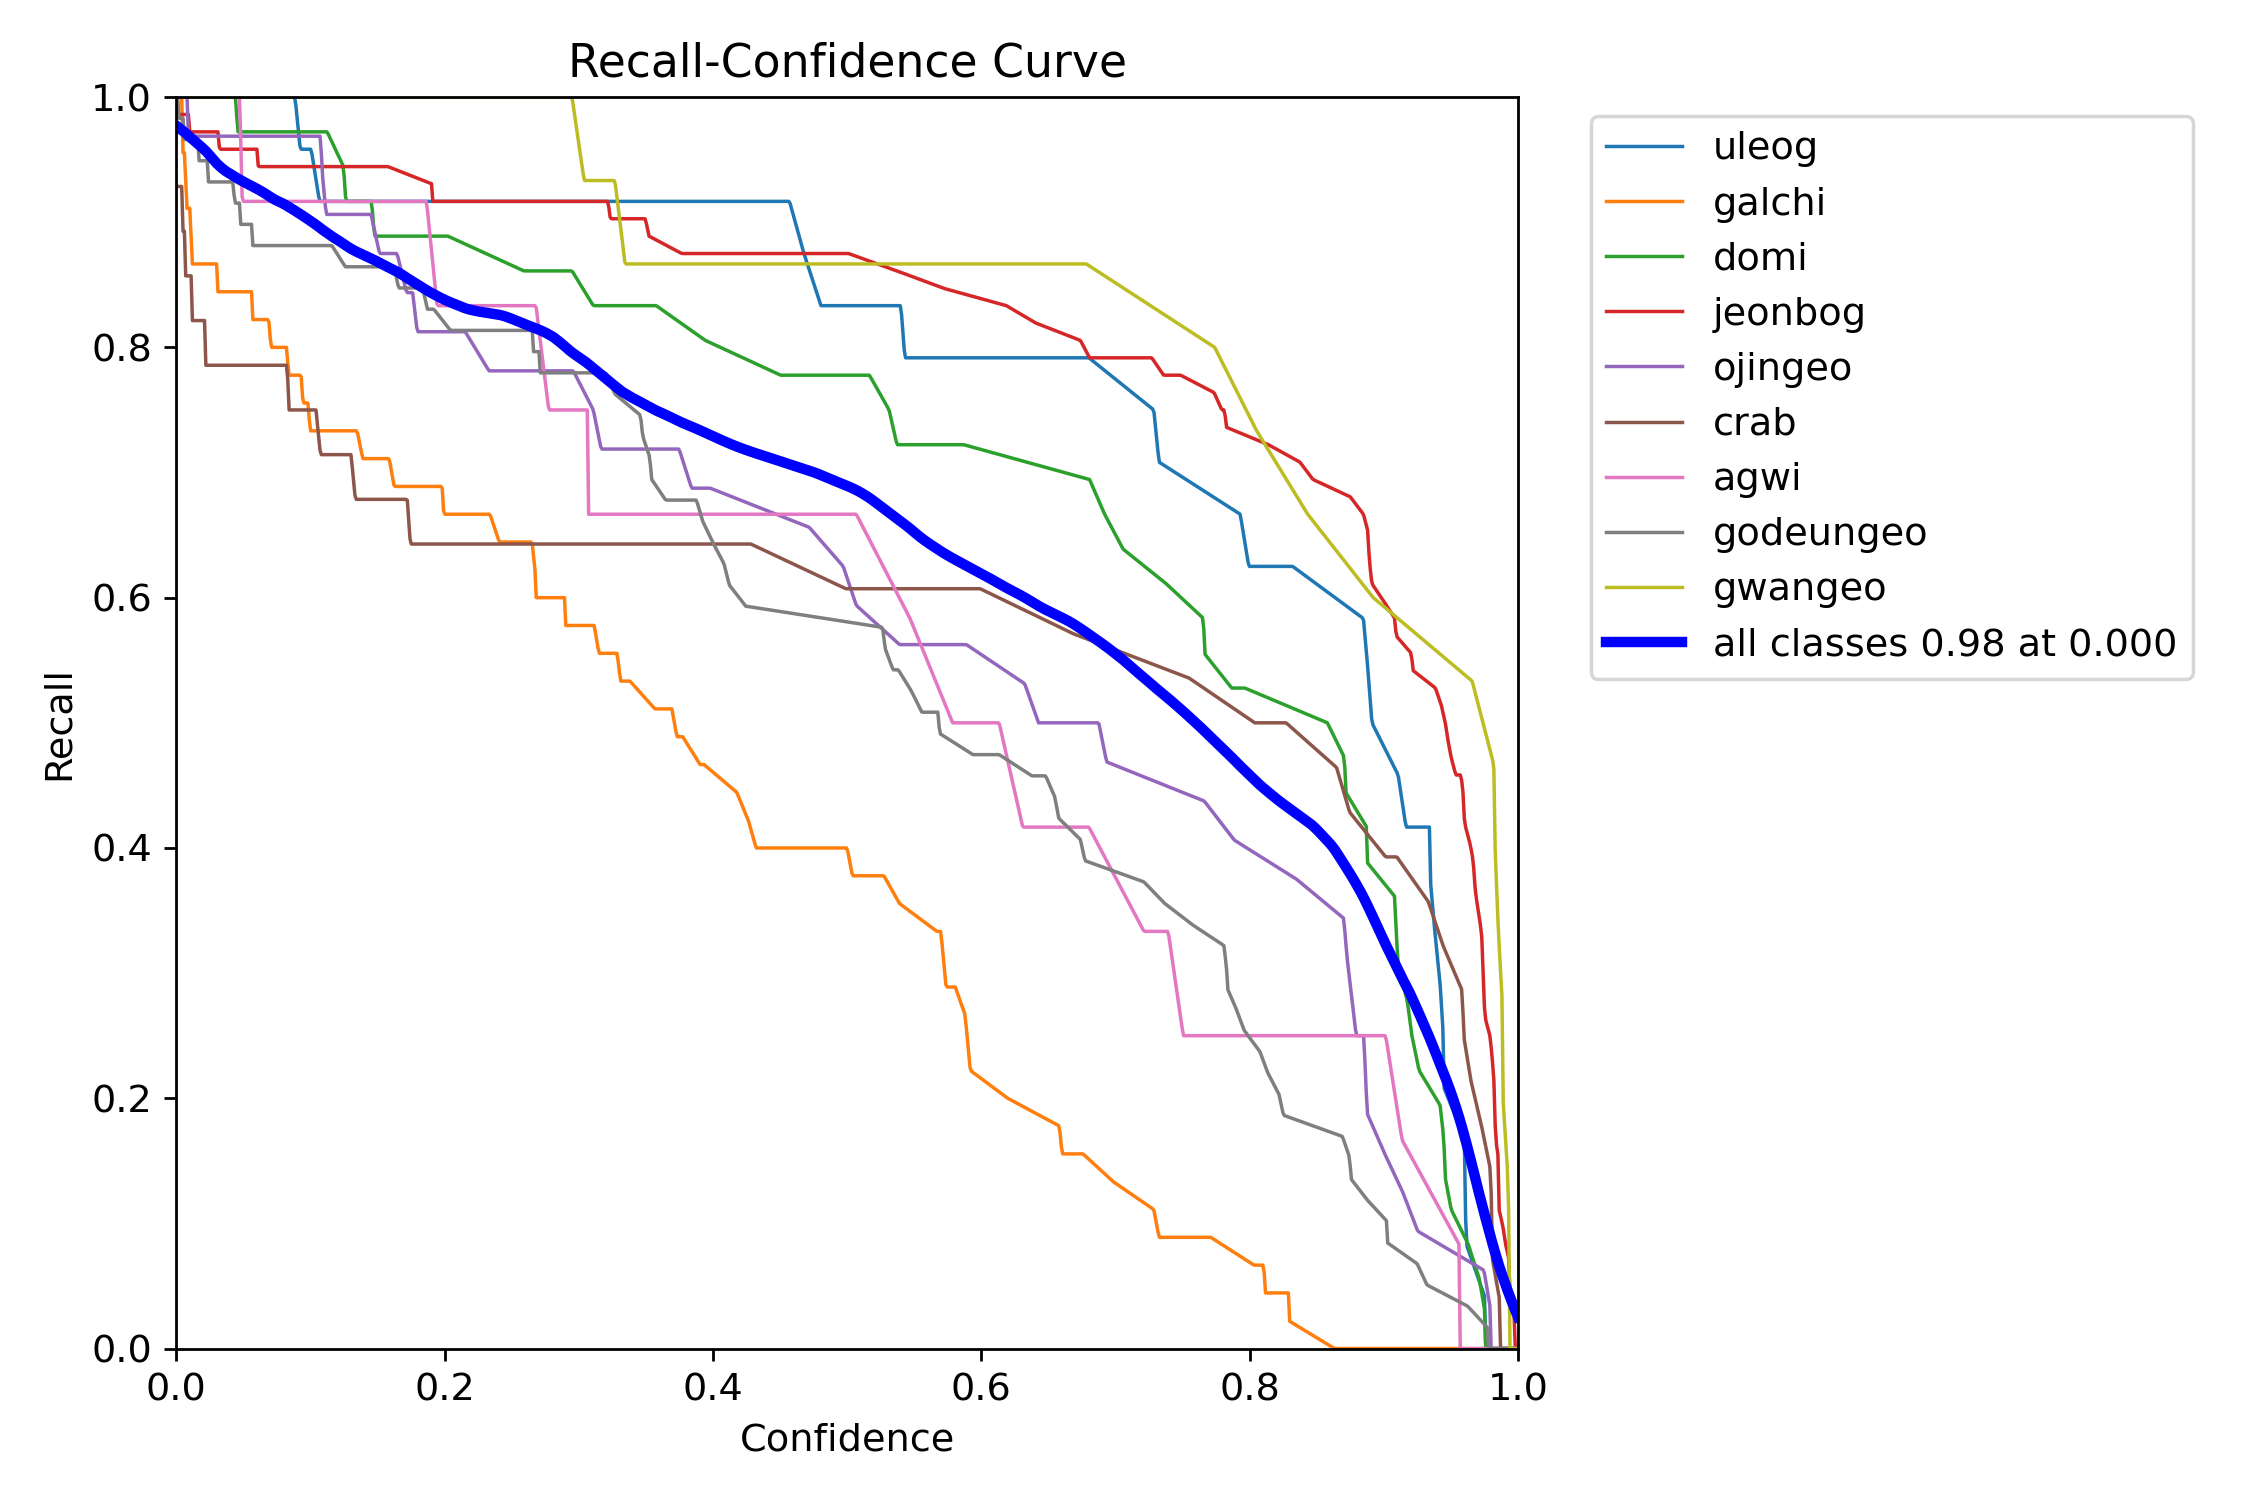 Recall-Confidence Curve
1.0
0.8
0.6
0.4
0.2
0.0
Recall
0.0 0.2 0.4 0.6 0.8 1.0
Confidence
uleog
galchi
domi
jeonbog
ojingeo
crab
agwi
godeungeo
gwangeo
all classes 0.98 at 0.000